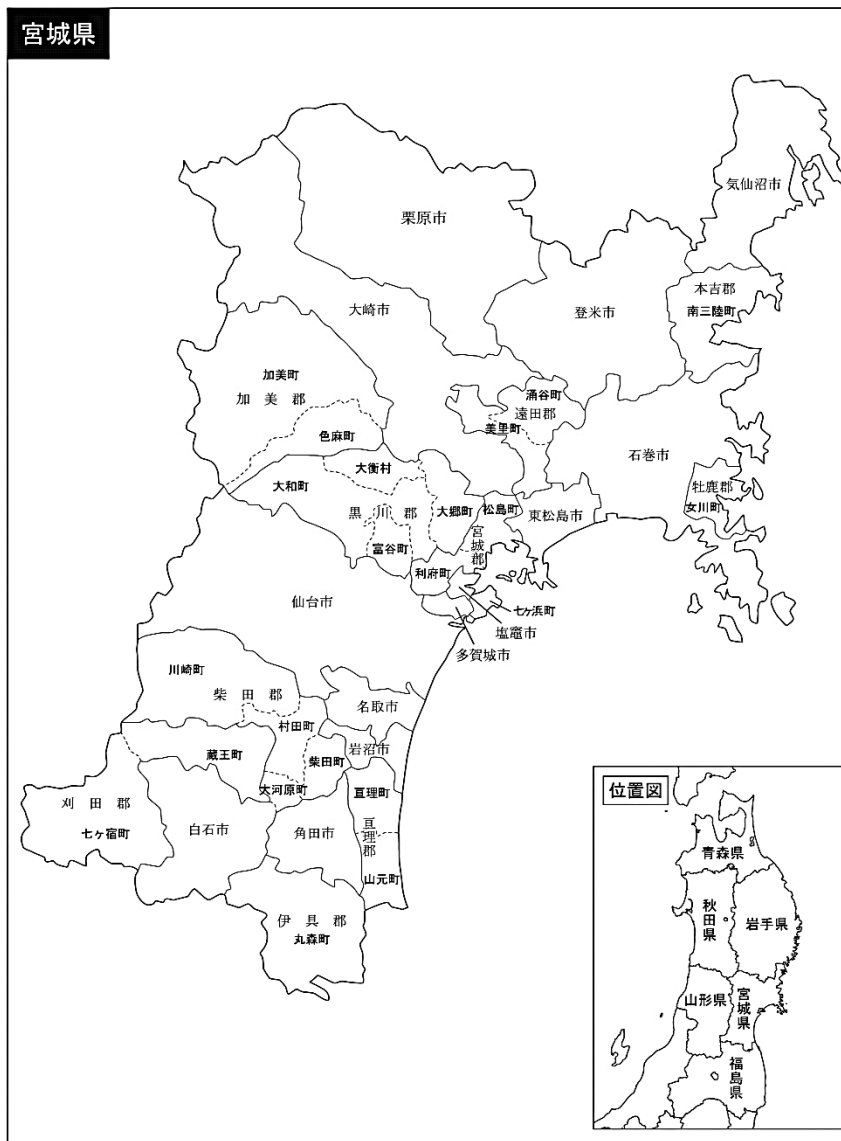 宮城県
気仙沼市
栗原市
本吉郡
南三陸町
大崎市
登米市
加美町
加美郡
涌谷町
遠田郡
美里町
色麻町
石巻市
大衡村
大和町
牡鹿郡
女川町
黒川郡
大郷町
松島町
東松島市
宮城郡
富谷町
利府町
仙台市
七ヶ浜町
塩竈市
多賀城市
川崎町
柴田郡
名取市
村田町
岩沼市
蔵王町
柴田町
大河原町
亘理町
刈田郡
七ヶ宿町
白石市
角田市
亘理郡
山元町
伊具郡
丸森町
位置図
青森県
秋田県
岩手県
山形県
宮城県
福島県